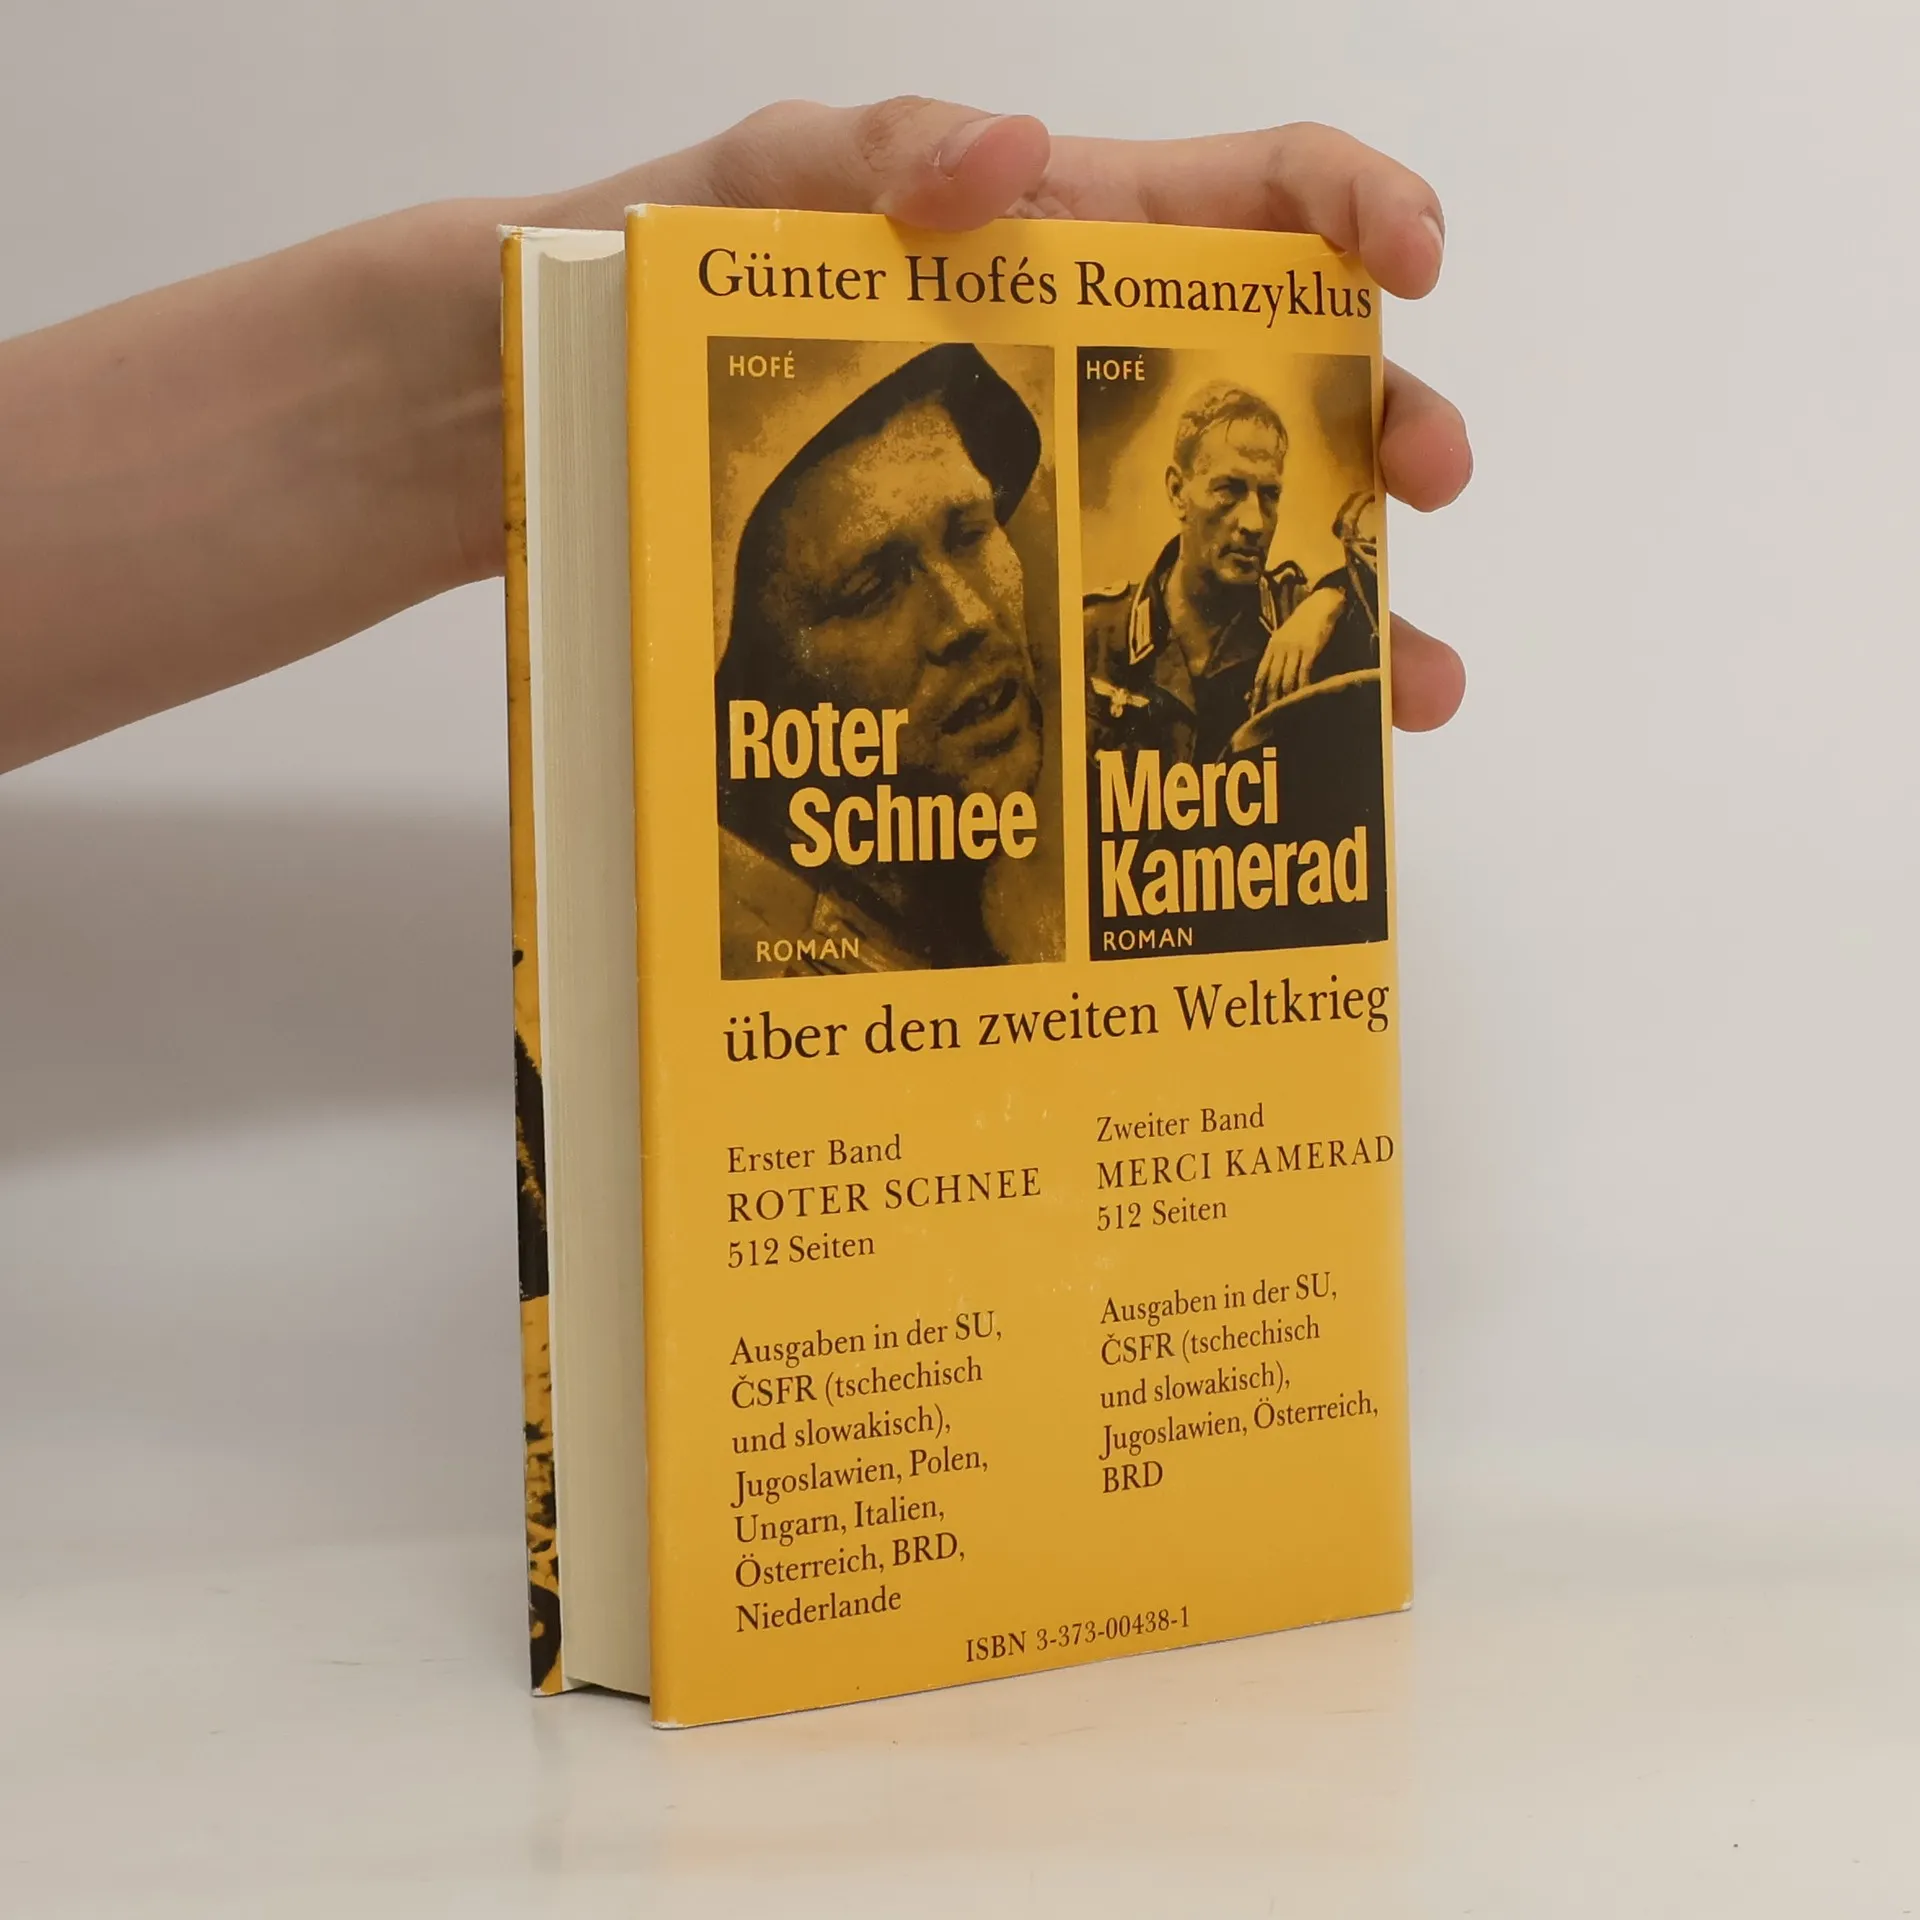 Günter Hofés Romanzyklus
HOFÉ
Roter
Schnee
ROMAN
HOFÉ
Merci
Kamerad
ROMAN
über den zweiten Weltkrieg
Erster Band
ROTER SCHNEE
512 Seiten
Ausgaben in der SU,
ČSFR (tschechisch
und slowakisch),
Jugoslawien, Polen,
Ungarn, Italien,
Österreich, BRD,
Niederlande
Zweiter Band
MERCI KAMERAD
512 Seiten
Ausgaben in der SU,
ČSFR (tschechisch
und slowakisch),
Jugoslawien, Österreich,
BRD
ISBN 3-373-00438-1